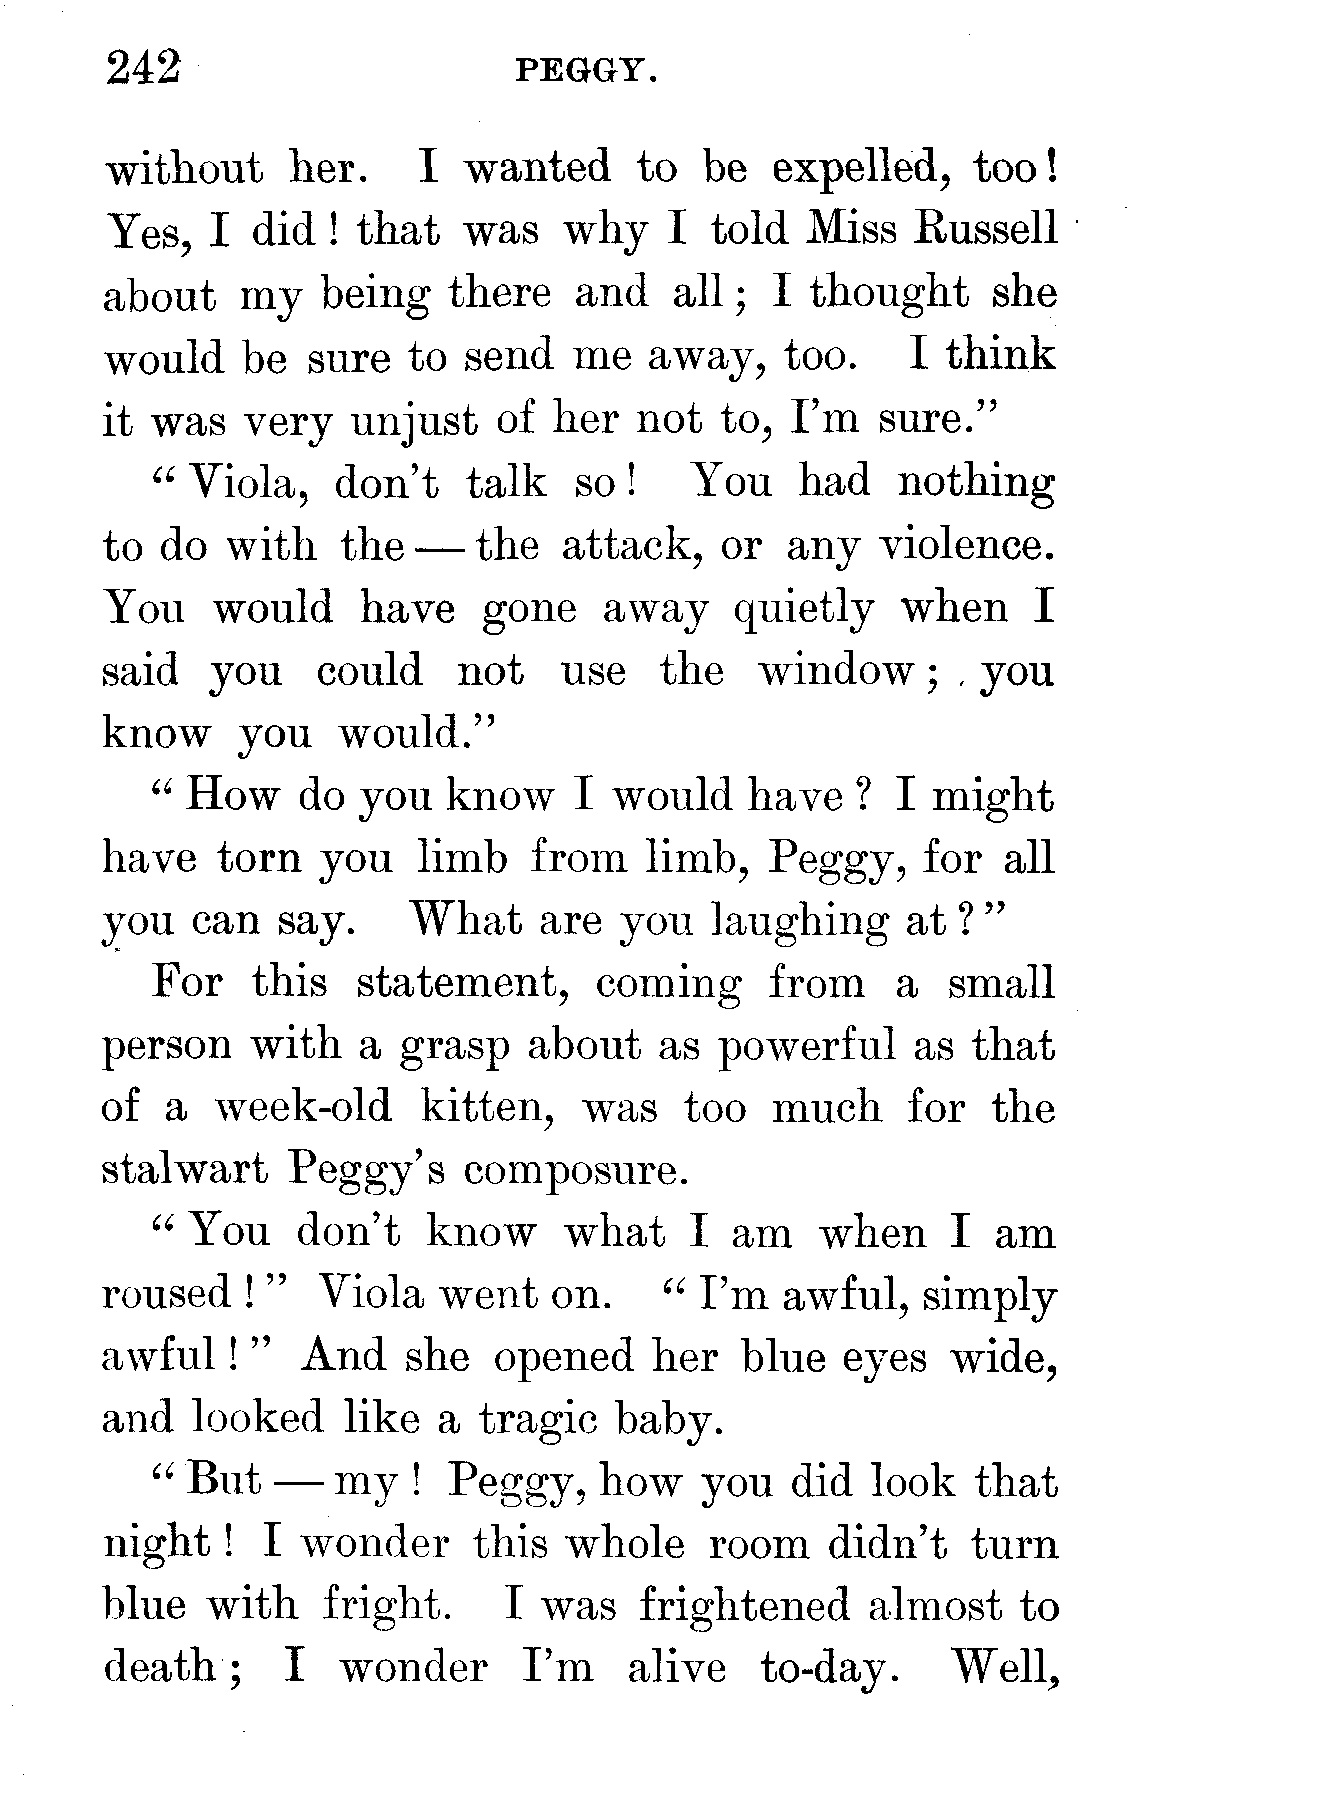 242 PEGGY.
without her. I wanted to be expelled, too!
Yes, I did! that was why I told Miss Russell
about my being there and all; I thought she
would be sure to send me away, too. I think
it was very unjust of her not to, I'm sure."
"Viola, don't talk so! You had nothing
to do with the — the attack, or any violence.
You would have gone away quietly when I
said you could not use the window; you
know you would."
"How do you know I would have? I might
have torn you limb from limb, Peggy, for all
you can say. What are you laughing at?"
For this statement, coming from a small
person with a grasp about as powerful as that
of a week-old kitten, was too much for the
stalwart Peggy's composure.
"You don't know what I am when I am
roused!" Viola went on. "I'm awful, simply
awful!" And she opened her blue eyes wide,
and looked like a tragic baby.
"But — my! Peggy, how you did look that
night! I wonder this whole room didn't turn
blue with fright. I was frightened almost to
death; I wonder I'm alive to-day. Well,